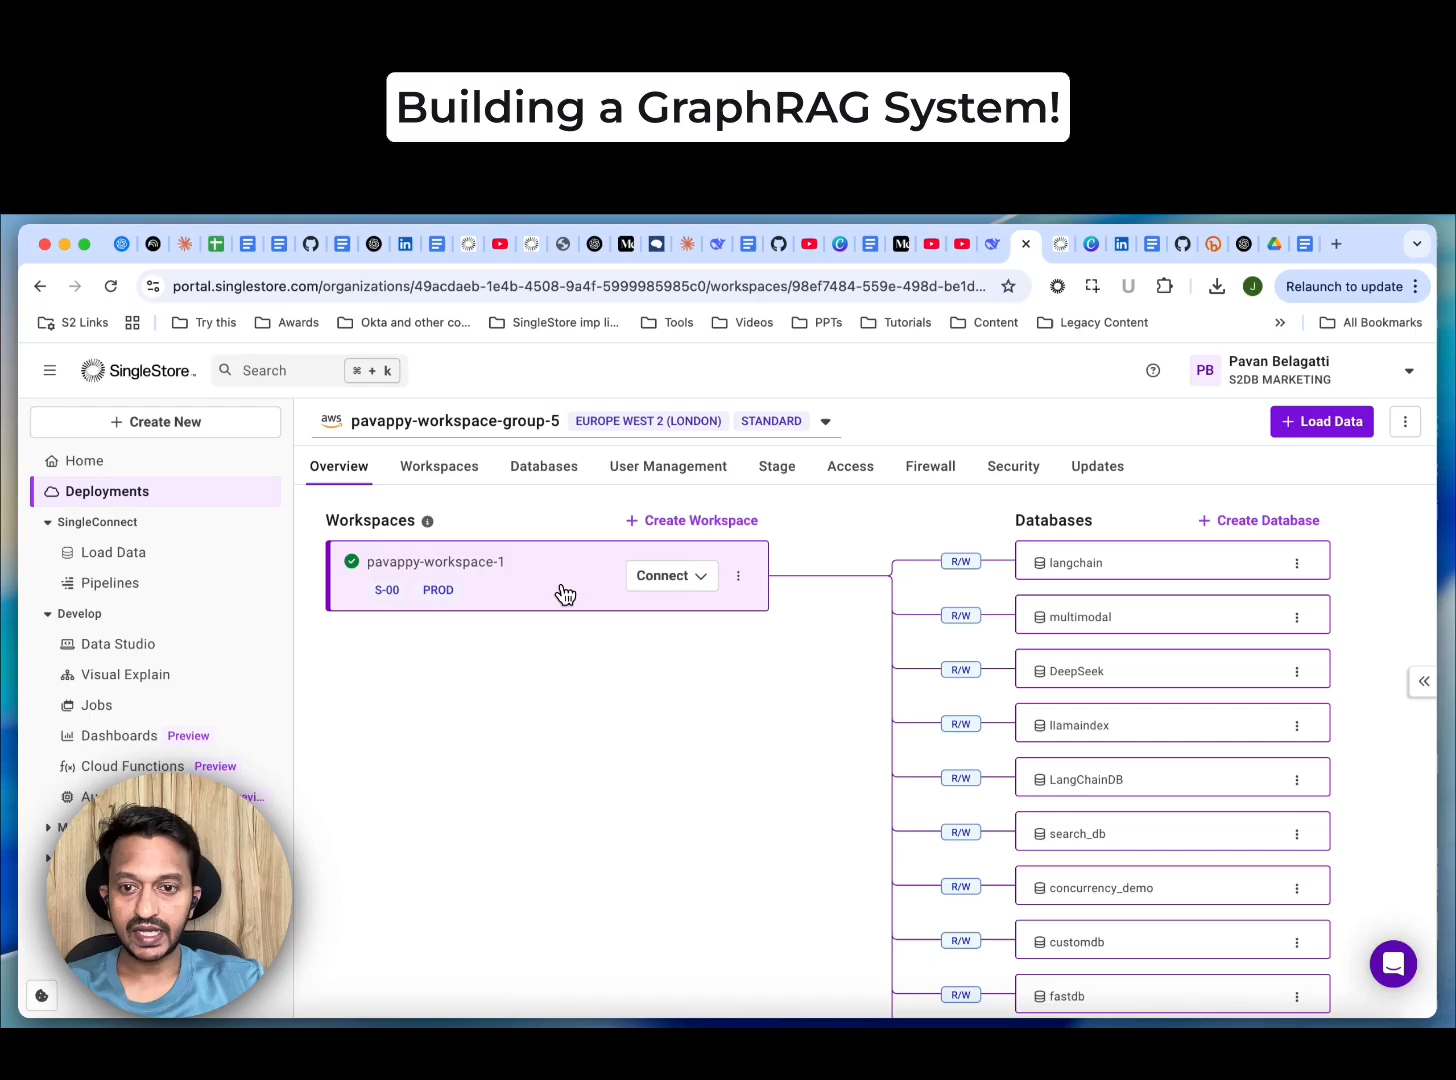 Building a GraphRAG System!
portal.singlestore.com/organizations/49acdaeb-1e4b-4508-9a4f-5999985985c0/workspaces/98ef7484-559e-498d-be1d...
Relaunch to update
S2 Links
Try this
Awards
Okta and other co...
SingleStore imp li...
Tools
Videos
PPTs
Tutorials
Content
Legacy Content
All Bookmarks
SingleStore
Search
⌘ + k
PB
Pavan Belagatti
S2DB MARKETING
+ Create New
aws
pavappy-workspace-group-5
EUROPE WEST 2 (LONDON)
STANDARD
+ Load Data
Home
Deployments
SingleConnect
Load Data
Pipelines
Develop
Data Studio
Visual Explain
Jobs
Dashboards Preview
Cloud Functions Preview
Overview
Workspaces
Databases
User Management
Stage
Access
Firewall
Security
Updates
Workspaces
+ Create Workspace
pavappy-workspace-1
S-00
PROD
Connect
Databases
+ Create Database
R/W langchain
R/W multimodal
R/W DeepSeek
R/W llamaindex
R/W LangChainDB
R/W search_db
R/W concurrency_demo
R/W customdb
R/W fastdb